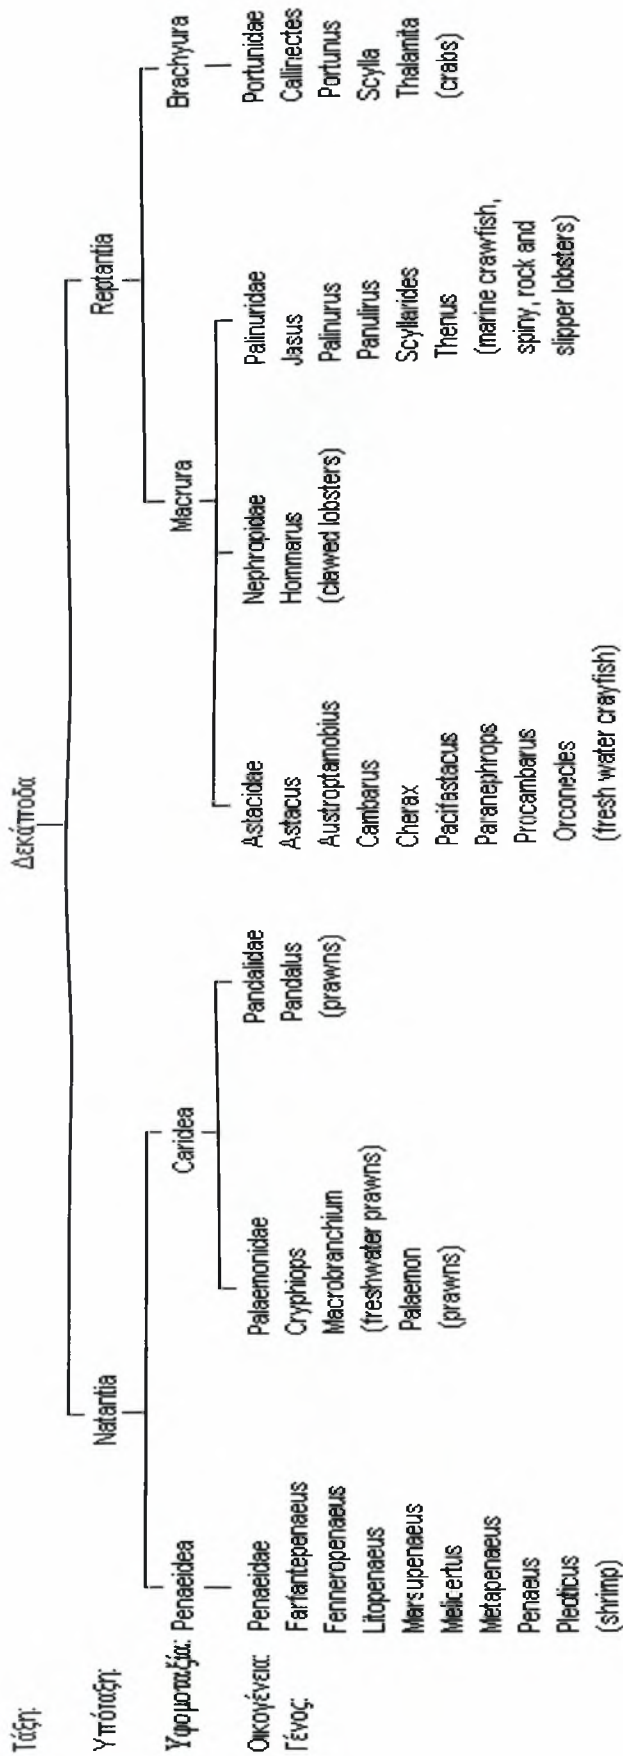 Τάξη: Δεκάποδα
Υπόταξη: Natantia Reptantia
Υφομοταξία: Penaeidea Caridea Macrura Brachyura
Οικογένεια: Penaeidae Palaemonidae Pandalidae Astacidae Nephropidae Palinuridae Portunidae
Γένος: Farfantepenaeus Cryphiops Pandalus Astacus Hommarus Jasus Callinectes
Fenneropenaeus Macrobranchium (prawns) Austroptamobius (clawed lobsters) Palinurus Portunus
Litopenaeus (freshwater prawns) Cambarus Panulirus Scylla
Marsupenaeus Palaemon Cherax Scyllarides Thalamita
Melicertus (prawns) Pacifastacus Thenus (crabs)
Metapenaeus Paranephrops (marine crawfish,
Penaeus Procambarus spiny, rock and
Pleoticus Orconecles slipper lobsters)
(shrimp) (fresh water crayfish)